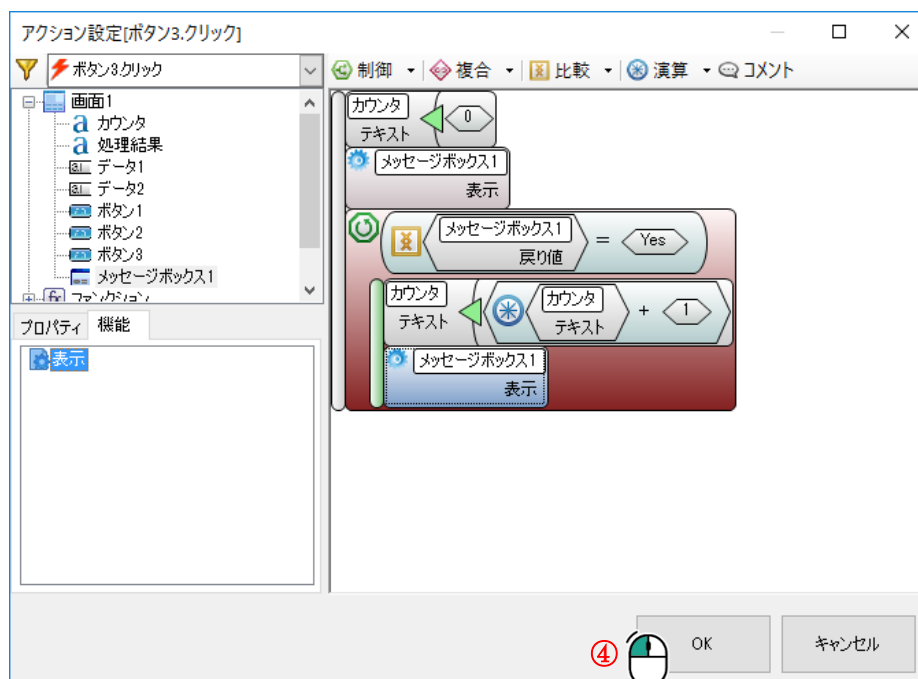 アクション設定[ボタン3.クリック]
ボタン3.クリック
制御 複合 比較 演算 コメント
画面1
a カウンタ
a 処理結果
データ1
データ2
ボタン1
ボタン2
ボタン3
メッセージボックス1
fx ファンクション
プロパティ 機能
表示
カウンタ
テキスト
0
メッセージボックス1
表示
メッセージボックス1
戻り値
= Yes
カウンタ
テキスト
カウンタ
テキスト
+ 1
メッセージボックス1
表示
④
OK キャンセル